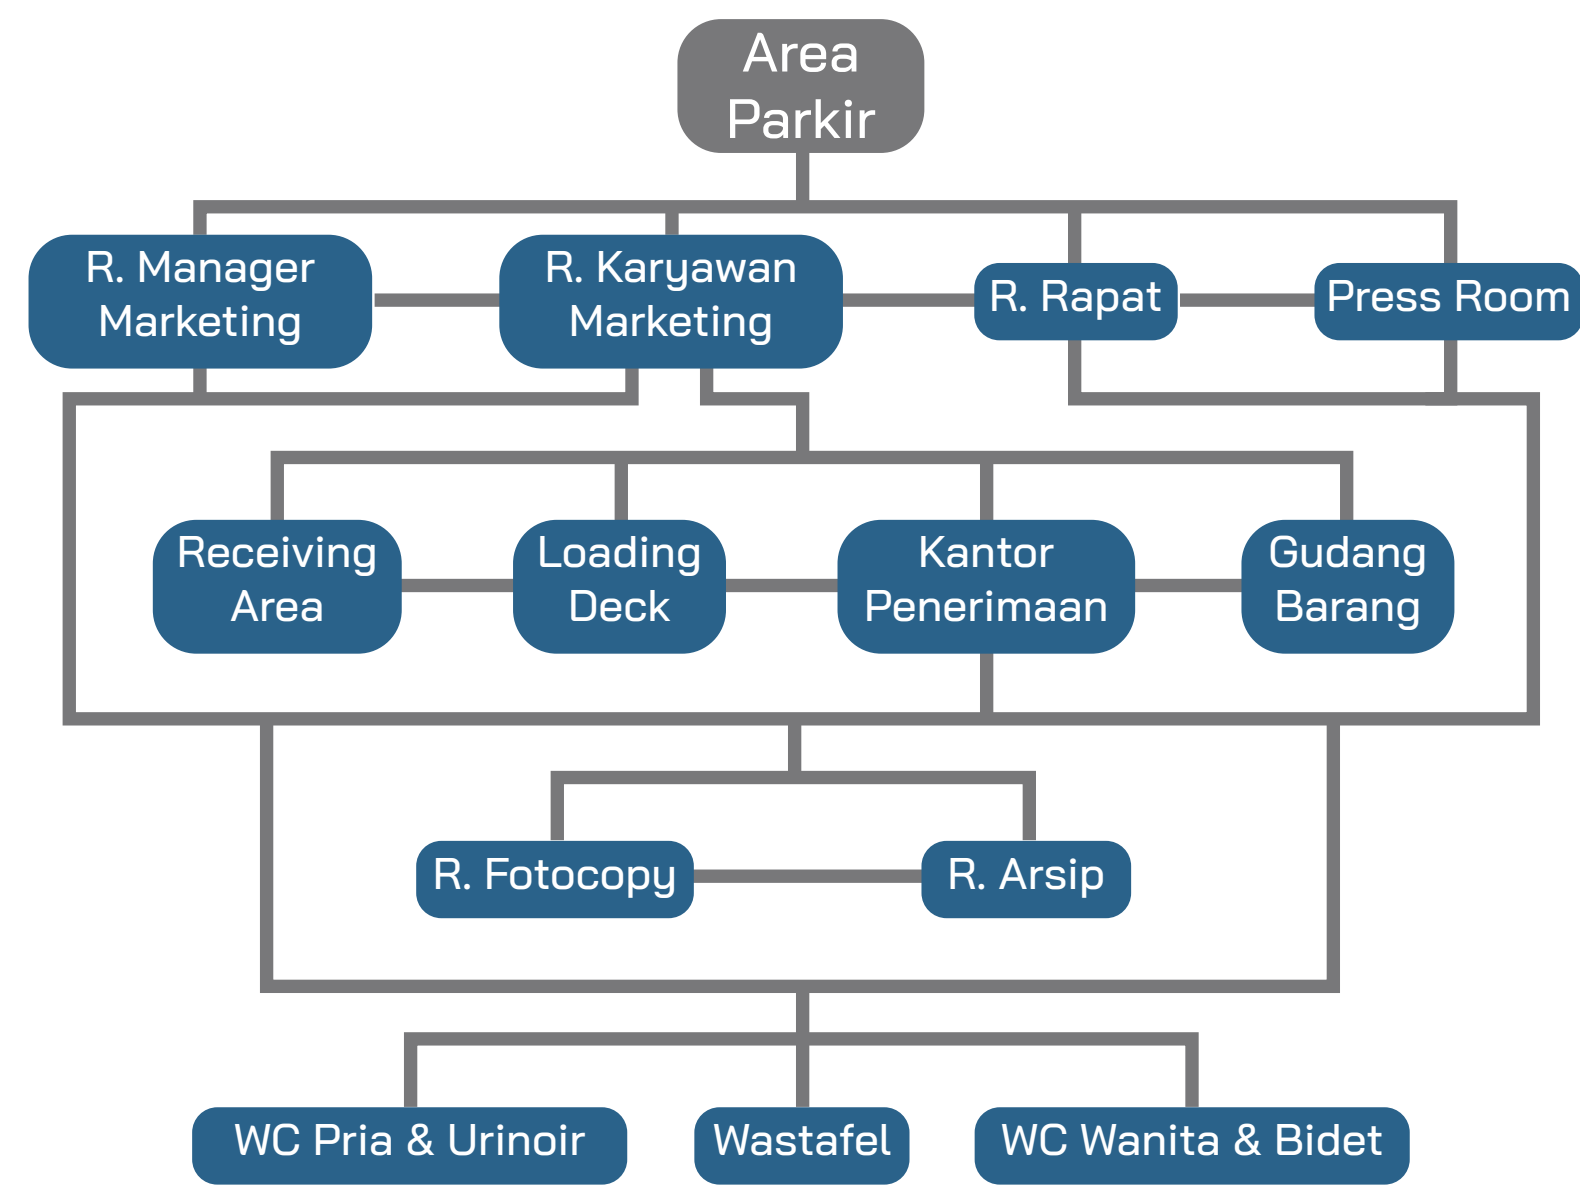 Area
Parkir
R. Manager
Marketing
R. Karyawan
Marketing
R. Rapat
Press Room
Receiving
Area
Loading
Deck
Kantor
Penerimaan
Gudang
Barang
R. Fotocopy
R. Arsip
WC Pria & Urinoir
Wastafel
WC Wanita & Bidet